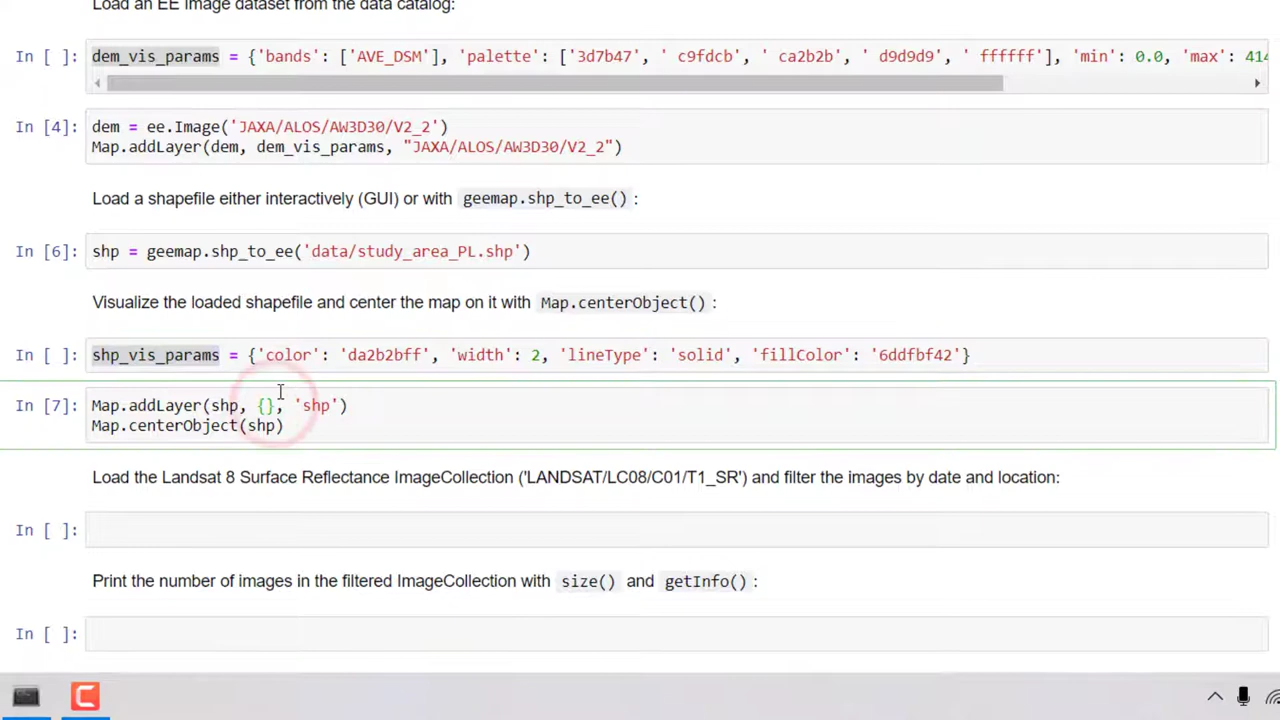 Load an EE Image dataset from the data catalog:
In [ ]: dem_vis_params = {'bands': ['AVE_DSM'], 'palette': ['3d7b47', ' c9fdcb', ' ca2b2b', ' d9d9d9', ' ffffff'], 'min': 0.0, 'max': 414
In [4]: dem = ee.Image('JAXA/ALOS/AW3D30/V2_2')
Map.addLayer(dem, dem_vis_params, "JAXA/ALOS/AW3D30/V2_2")
Load a shapefile either interactively (GUI) or with geemap.shp_to_ee() :
In [6]: shp = geemap.shp_to_ee('data/study_area_PL.shp')
Visualize the loaded shapefile and center the map on it with Map.centerObject() :
In [ ]: shp_vis_params = {'color': 'da2b2bff', 'width': 2, 'lineType': 'solid', 'fillColor': '6ddfbf42'}
In [7]: Map.addLayer(shp, {}, 'shp')
Map.centerObject(shp)
Load the Landsat 8 Surface Reflectance ImageCollection ('LANDSAT/LC08/C01/T1_SR') and filter the images by date and location:
In [ ]:
Print the number of images in the filtered ImageCollection with size() and getInfo() :
In [ ]: